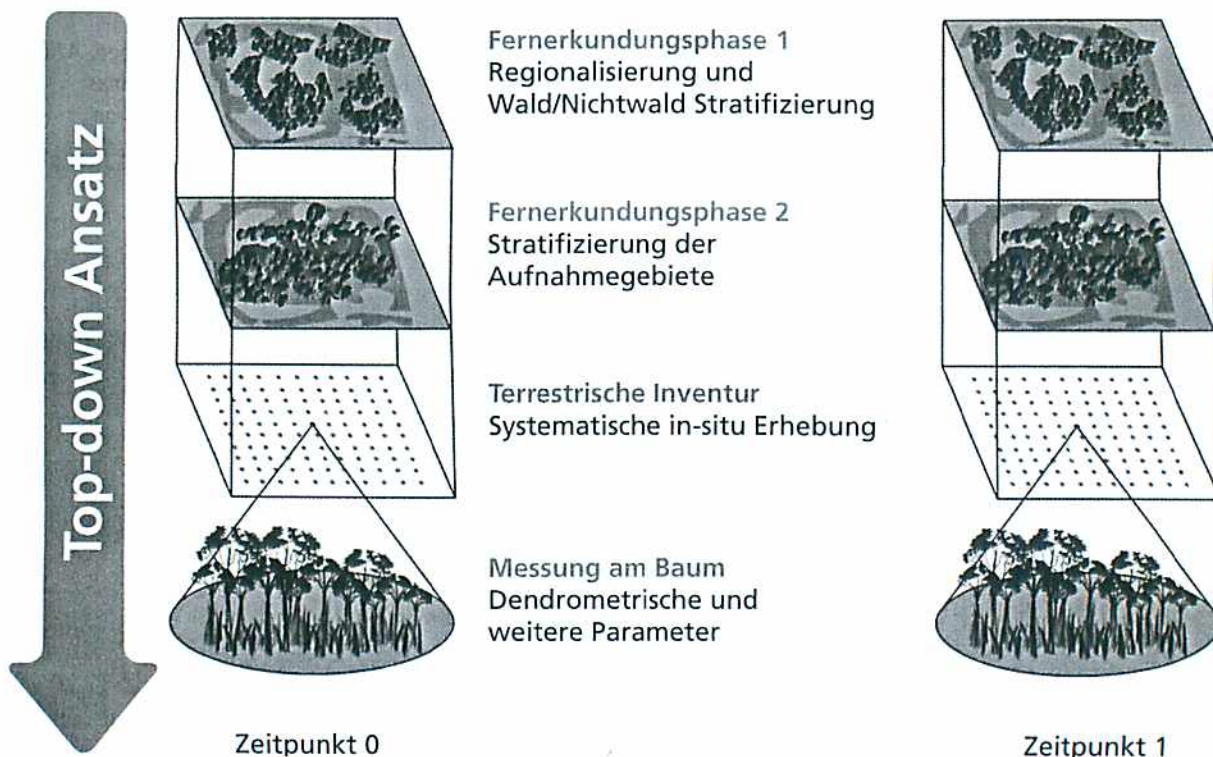 Top-down Ansatz
Fernerkundungsphase 1
Regionalisierung und
Wald/Nichtwald Stratifizierung
Fernerkundungsphase 2
Stratifizierung der
Aufnahmegebiete
Terrestrische Inventur
Systematische in-situ Erhebung
Messung am Baum
Dendrometrische und
weitere Parameter
Zeitpunkt 0
Zeitpunkt 1